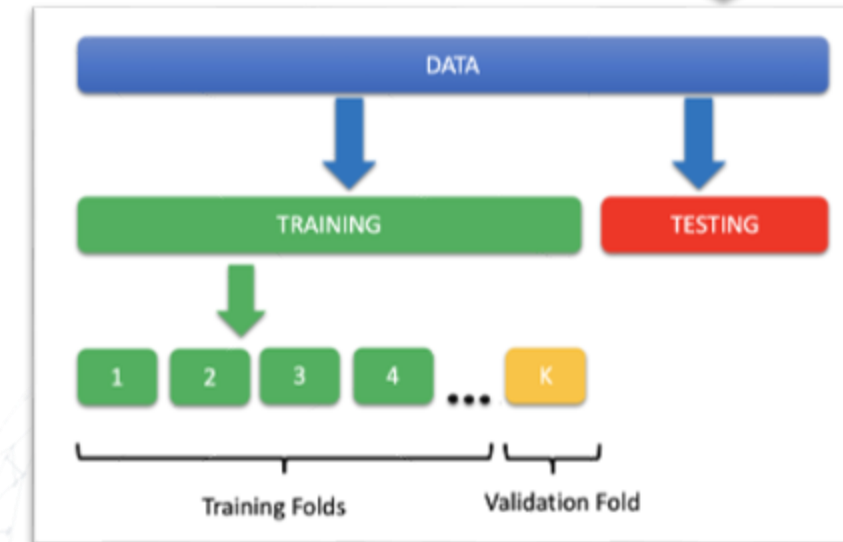 DATA
TRAINING TESTING
1 2 3 4 ... K
Training Folds Validation Fold